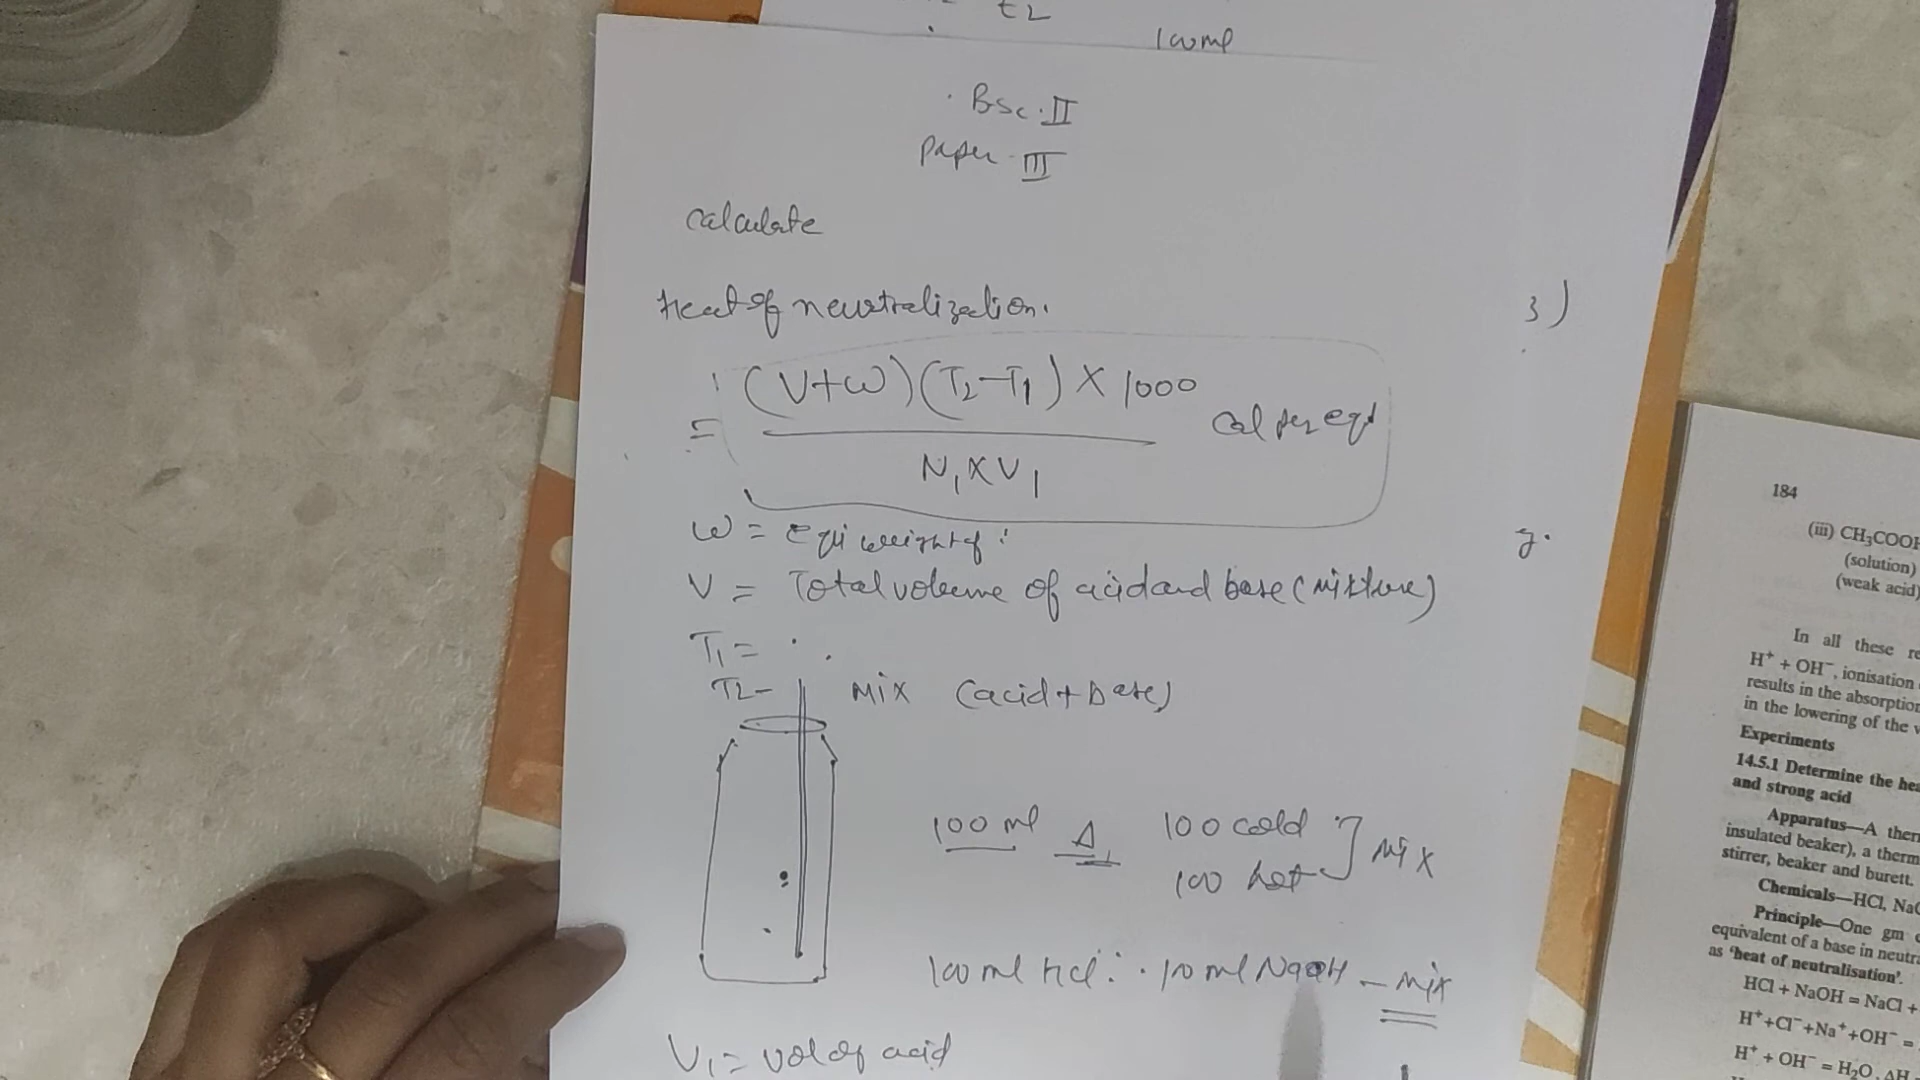 t2
100ml
BSc. II
Paper - III
calculate
Heat of neutralization.
3)
= (V+W)(T2-T1) X 1000
N1 X V1
Cal per eqt
W = Equi weight of :
y.
V = Total volume of acid and base (mixture)
T1 =
T2- mix (acid + base)
100 ml Δ 100 cold
100 hot ] mix
100 ml HCl : . 100 ml NaOH - mix
V1 = vol of acid
184
(iii) CH₃COOH
(solution)
(weak acid)
In all these re
H⁺ + OH⁻, ionisation
results in the absorption
in the lowering of the v
Experiments
14.5.1 Determine the hea
and strong acid
Apparatus—A therm
insulated beaker), a therm
stirrer, beaker and burett.
Chemicals—HCl, NaO
Principle—One gm
equivalent of a base in neutra
as 'heat of neutralisation'.
HCl + NaOH = NaCl +
H⁺+Cl⁻+Na⁺+OH⁻ =
H⁺ + OH⁻ = H₂O, ΔH